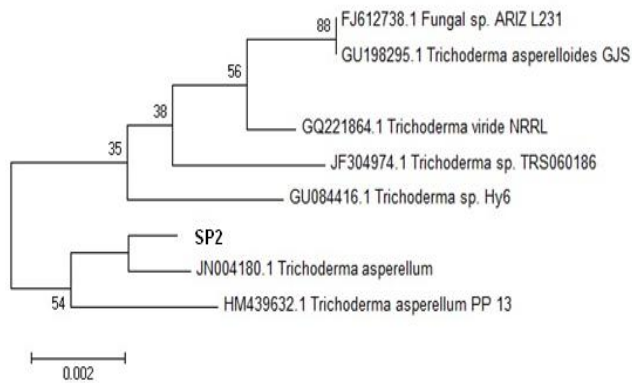 88
FJ612738.1 Fungal sp. ARIZ L231
GU198295.1 Trichoderma asperelloides GJS
56
GQ221864.1 Trichoderma viride NRRL
38
JF304974.1 Trichoderma sp. TRS060186
35
GU084416.1 Trichoderma sp. Hy6
SP2
JN004180.1 Trichoderma asperellum
54
HM439632.1 Trichoderma asperellum PP 13
0.002